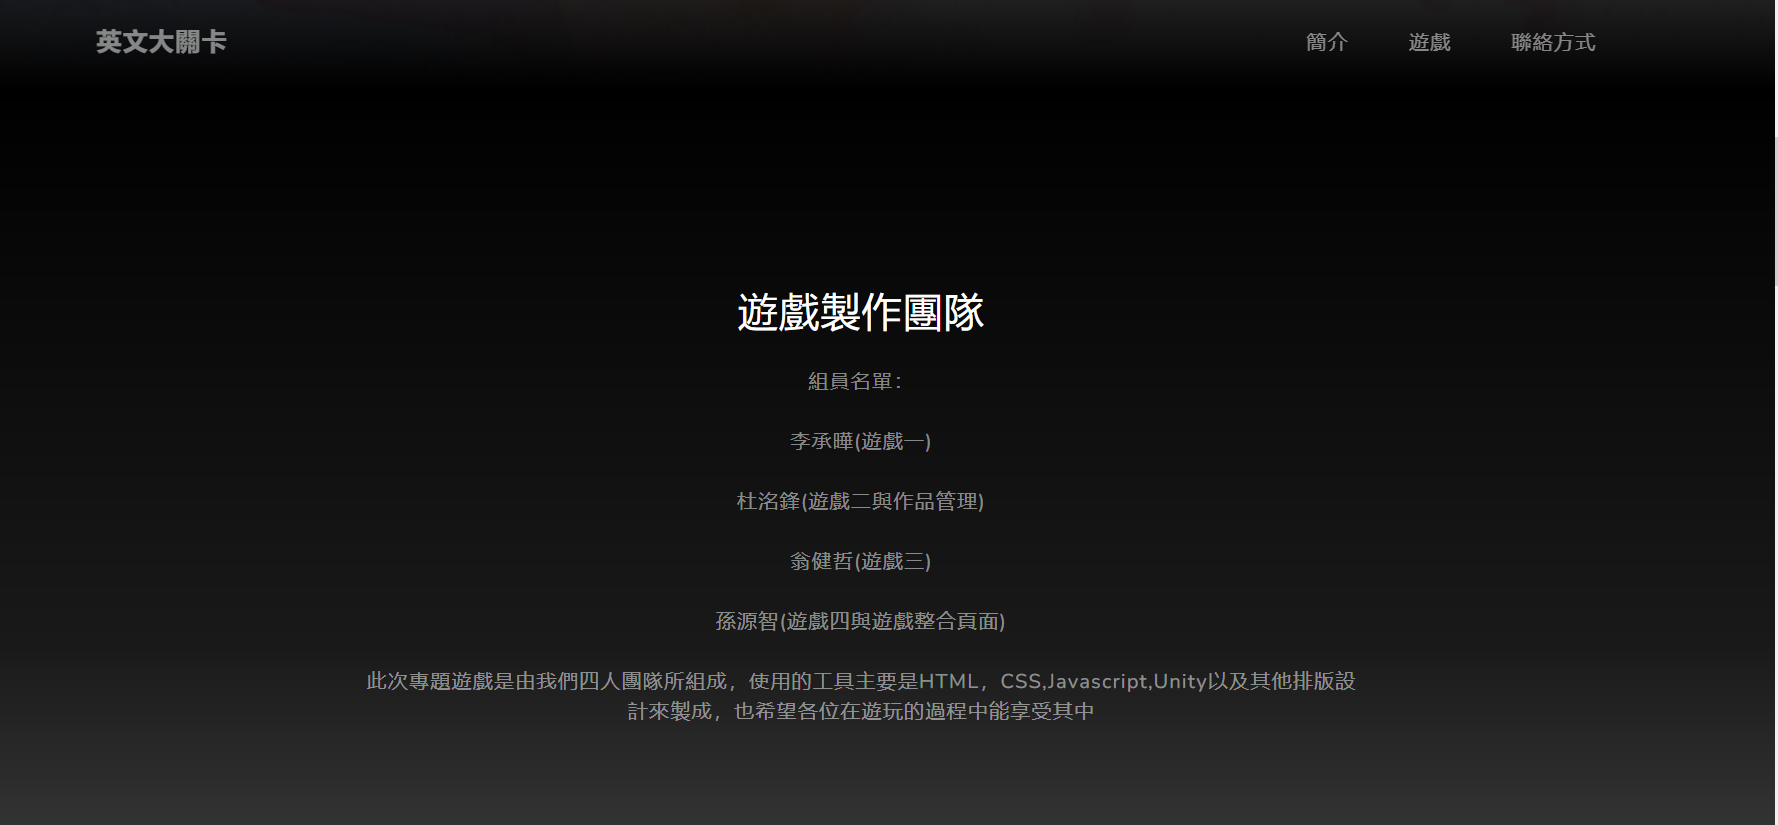 英文大關卡
簡介 遊戲 聯絡方式
遊戲製作團隊
組員名單：
李承曄(遊戲一)
杜洺鋒(遊戲二與作品管理)
翁健哲(遊戲三)
孫源智(遊戲四與遊戲整合頁面)
此次專題遊戲是由我們四人團隊所組成，使用的工具主要是HTML，CSS,Javascript,Unity以及其他排版設
計來製成，也希望各位在遊玩的過程中能享受其中